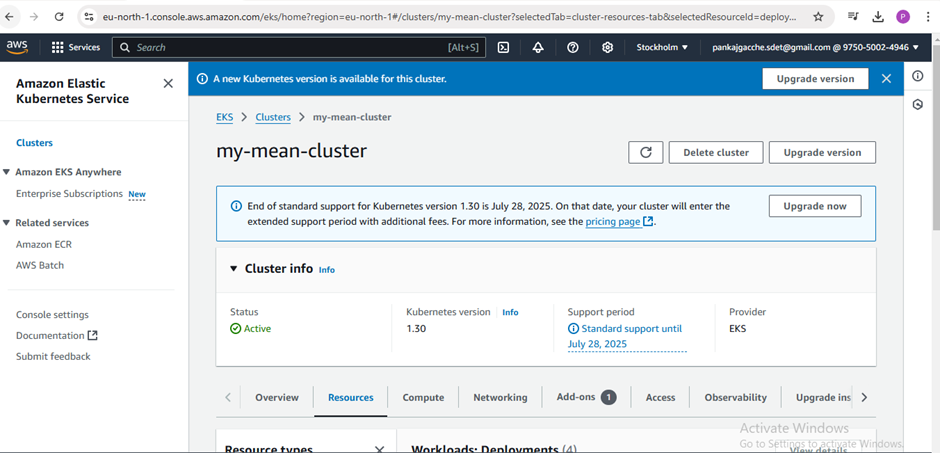 eu-north-1.console.aws.amazon.com/eks/home?region=eu-north-1#/clusters/my-mean-cluster?selectedTab=cluster-resources-tab&selectedResourceId=deploy...
P
aws
Services
Search
[Alt+S]
Stockholm
pankajgacche.sdet@gmail.com @ 9750-5002-4946
Amazon Elastic
Kubernetes Service
Clusters
Amazon EKS Anywhere
Enterprise Subscriptions New
Related services
Amazon ECR
AWS Batch
Console settings
Documentation
Submit feedback
A new Kubernetes version is available for this cluster.
Upgrade version
EKS > Clusters > my-mean-cluster
my-mean-cluster
Delete cluster
Upgrade version
End of standard support for Kubernetes version 1.30 is July 28, 2025. On that date, your cluster will enter the
extended support period with additional fees. For more information, see the pricing page.
Upgrade now
Cluster info Info
Status
Active
Kubernetes version Info
1.30
Support period
Standard support until
July 28, 2025
Provider
EKS
Overview
Resources
Compute
Networking
Add-ons 1
Access
Observability
Upgrade ins
Resource types
Workloads: Deployments (4)
View details
Activate Windows
Go to Settings to activate Windows.